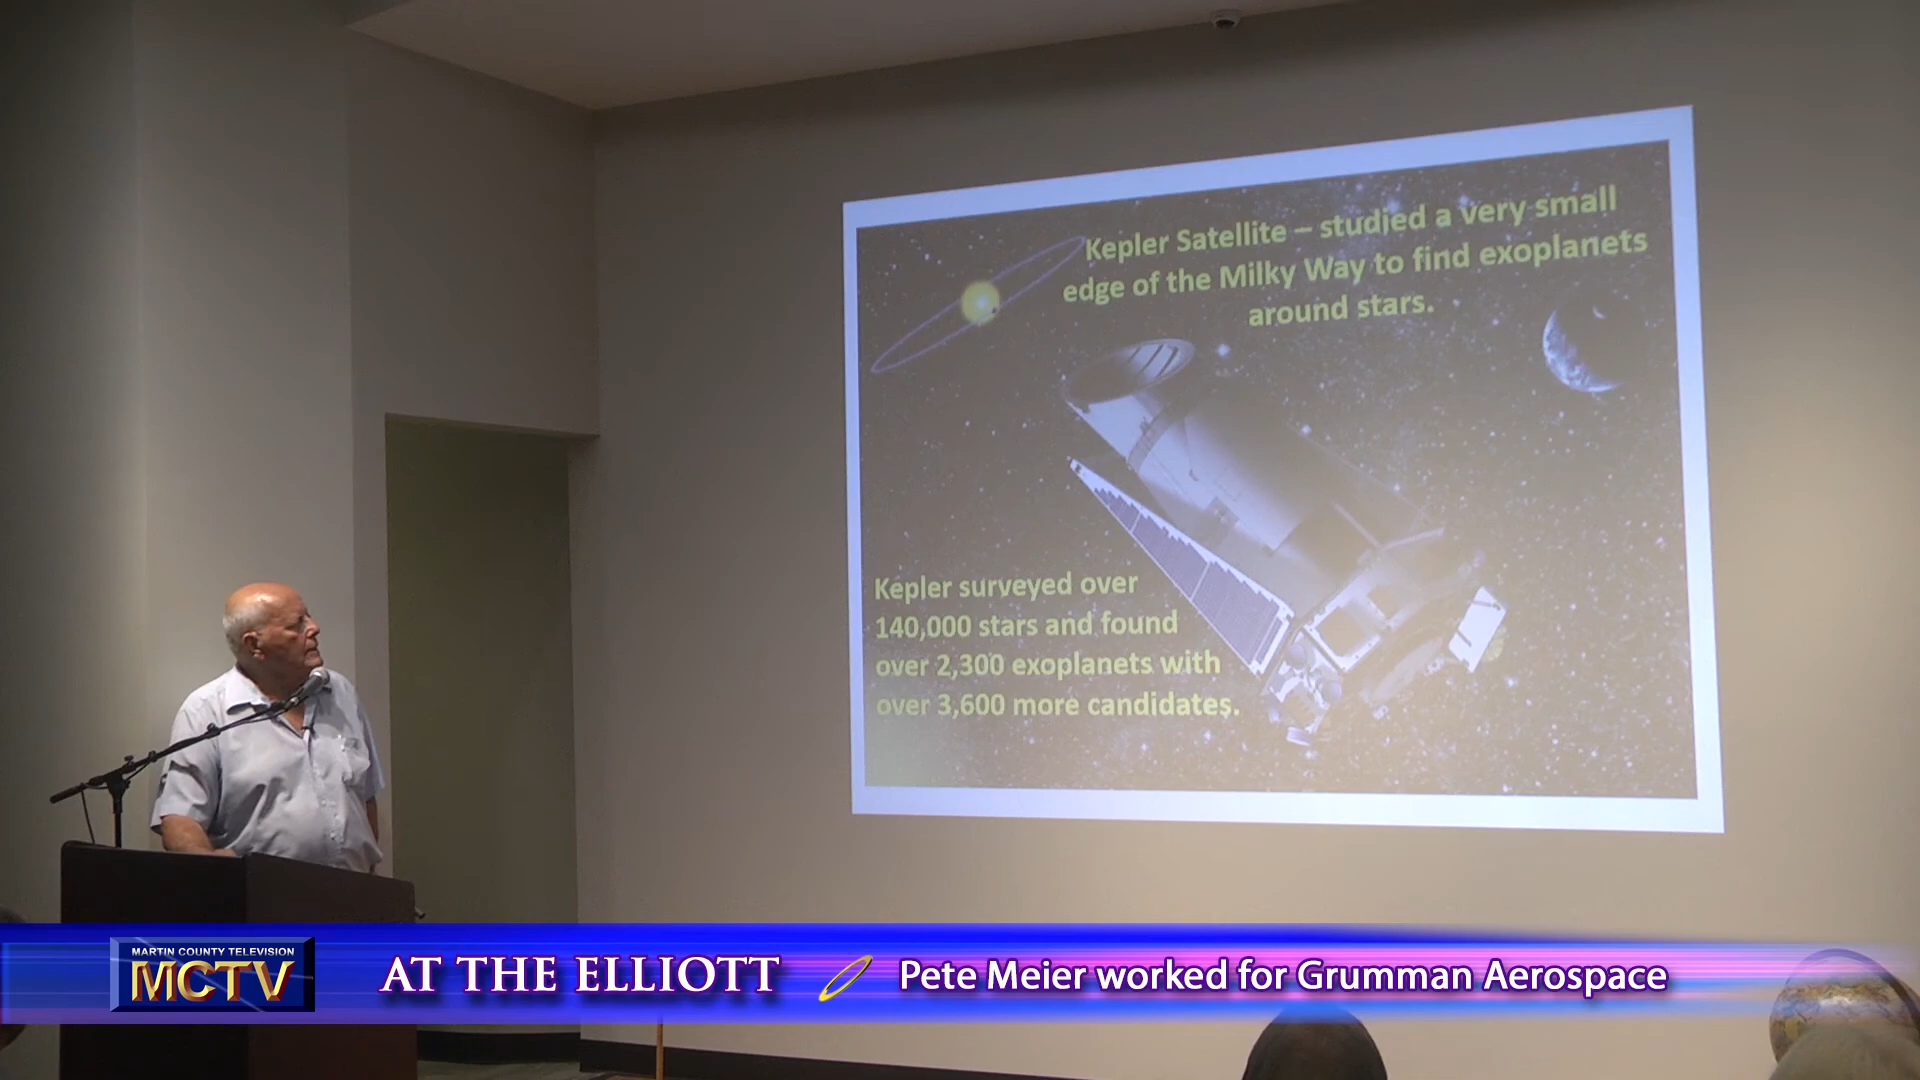 Kepler Satellite – studied a very small
edge of the Milky Way to find exoplanets
around stars.
Kepler surveyed over
140,000 stars and found
over 2,300 exoplanets with
over 3,600 more candidates.
MARTIN COUNTY TELEVISION
MCTV
AT THE ELLIOTT
Pete Meier worked for Grumman Aerospace